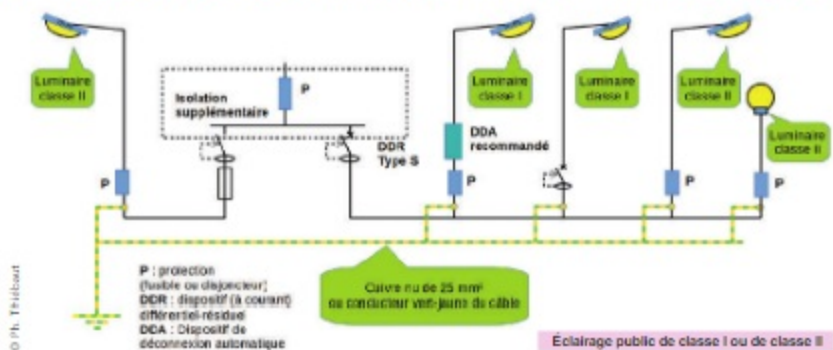 Luminaire
classe II
Isolation
supplémentaire
P
DDR
Type S
Luminaire
classe I
DDA
recommandé
Luminaire
classe I
Luminaire
classe II
Luminaire
classe II
P
P
P
P
P : protection
(fusible ou disjoncteur)
DDR : dispositif (à courant)
différentiel-résiduel
DDA : Dispositif de
déconnexion automatique
Cuivre nu de 25 mm²
ou conducteur vert-jaune du câble
© Ph. Thiébaut
Éclairage public de classe I ou de classe II